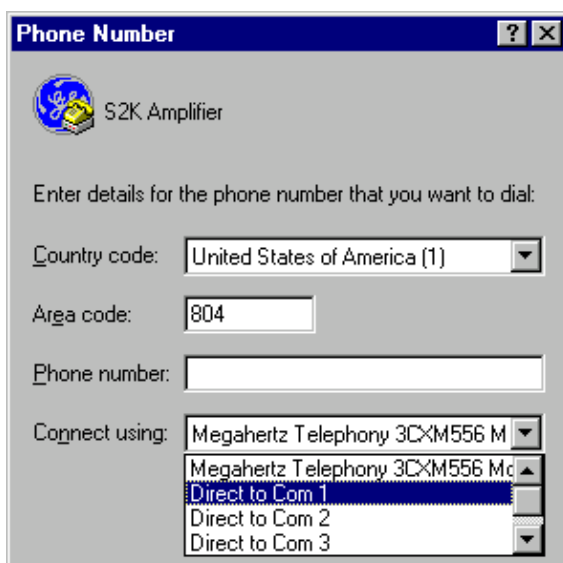 Phone Number
S2K Amplifier
Enter details for the phone number that you want to dial:
Country code: United States of America (1)
Area code: 804
Phone number:
Connect using: Megahertz Telephony 3CXM556 M
Megahertz Telephony 3CXM556 Mo
Direct to Com 1
Direct to Com 2
Direct to Com 3